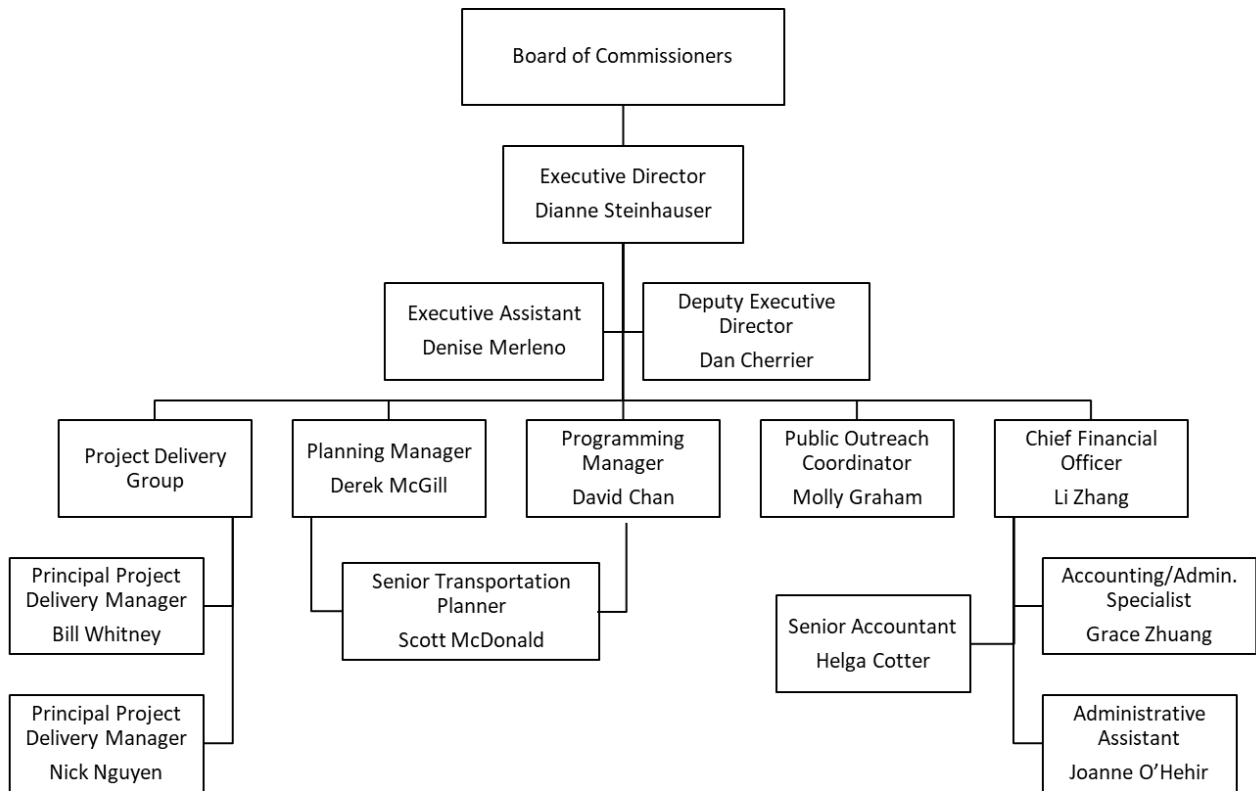 Board of Commissioners
Executive Director
Dianne Steinhauser
Executive Assistant
Denise Merleno
Deputy Executive
Director
Dan Cherrier
Project Delivery
Group
Planning Manager
Derek McGill
Programming
Manager
David Chan
Public Outreach
Coordinator
Molly Graham
Chief Financial
Officer
Li Zhang
Principal Project
Delivery Manager
Bill Whitney
Senior Transportation
Planner
Scott McDonald
Senior Accountant
Helga Cotter
Accounting/Admin.
Specialist
Grace Zhuang
Principal Project
Delivery Manager
Nick Nguyen
Administrative
Assistant
Joanne O’Hehir